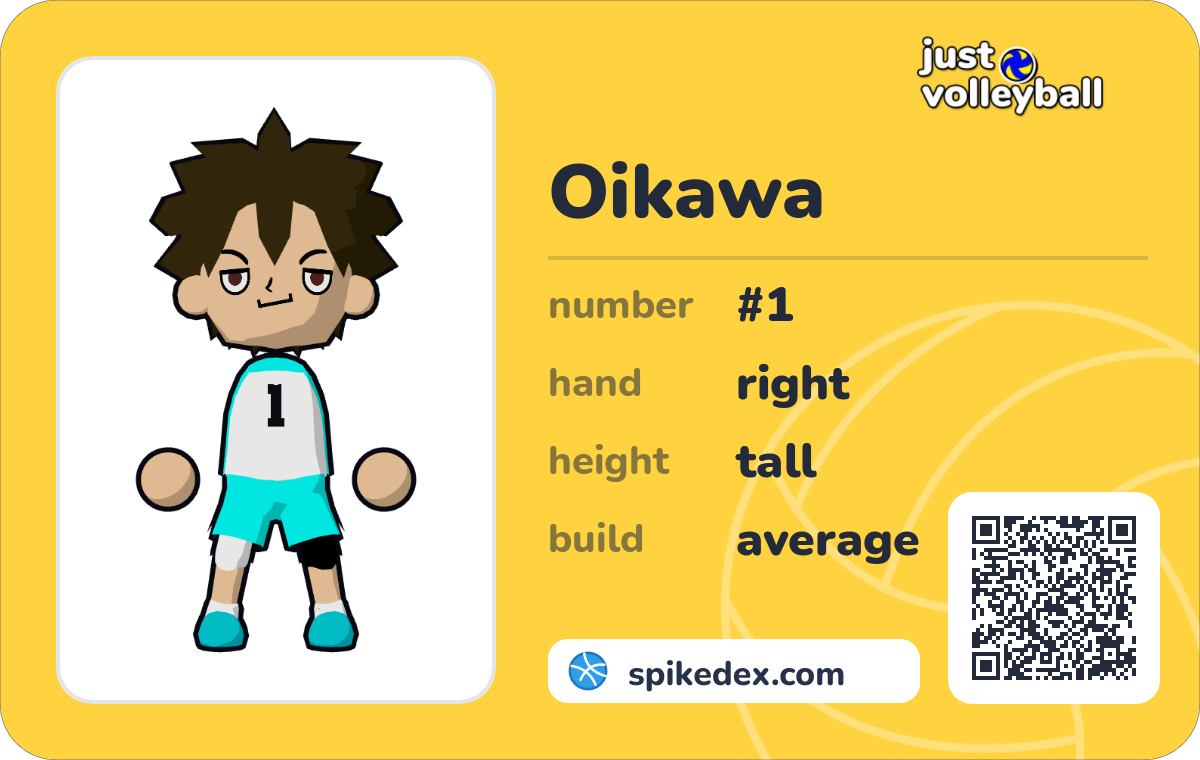 just
volleyball
Oikawa
number #1
hand right
height tall
build average
1
spikedex.com